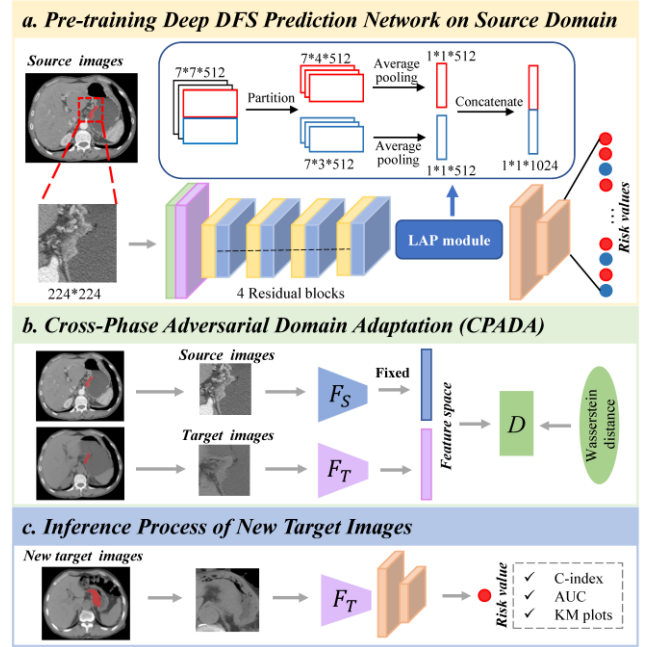 a. Pre-training Deep DFS Prediction Network on Source Domain
Source images
224*224
7*7*512
Partition
7*4*512
7*3*512
Average
pooling
Average
pooling
1*1*512
1*1*512
Concatenate
1*1*1024
4 Residual blocks
LAP module
...
Risk values
b. Cross-Phase Adversarial Domain Adaptation (CPADA)
Source images
Target images
F_S
F_T
Fixed
Feature space
D
Wasserstein
distance
c. Inference Process of New Target Images
New target images
F_T
Risk value
✓ C-index
✓ AUC
✓ KM plots